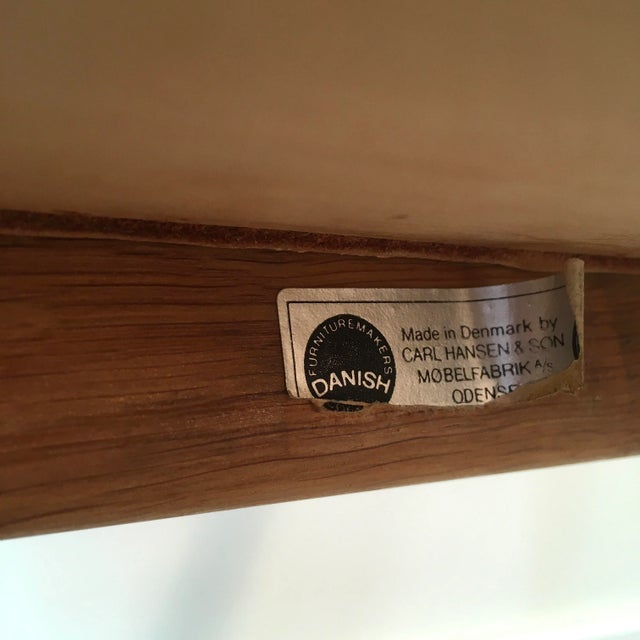 FURNITUREMAKERS
DANISH
Made in Denmark by
CARL HANSEN & SON
MØBELFABRIK A/S
ODENSE